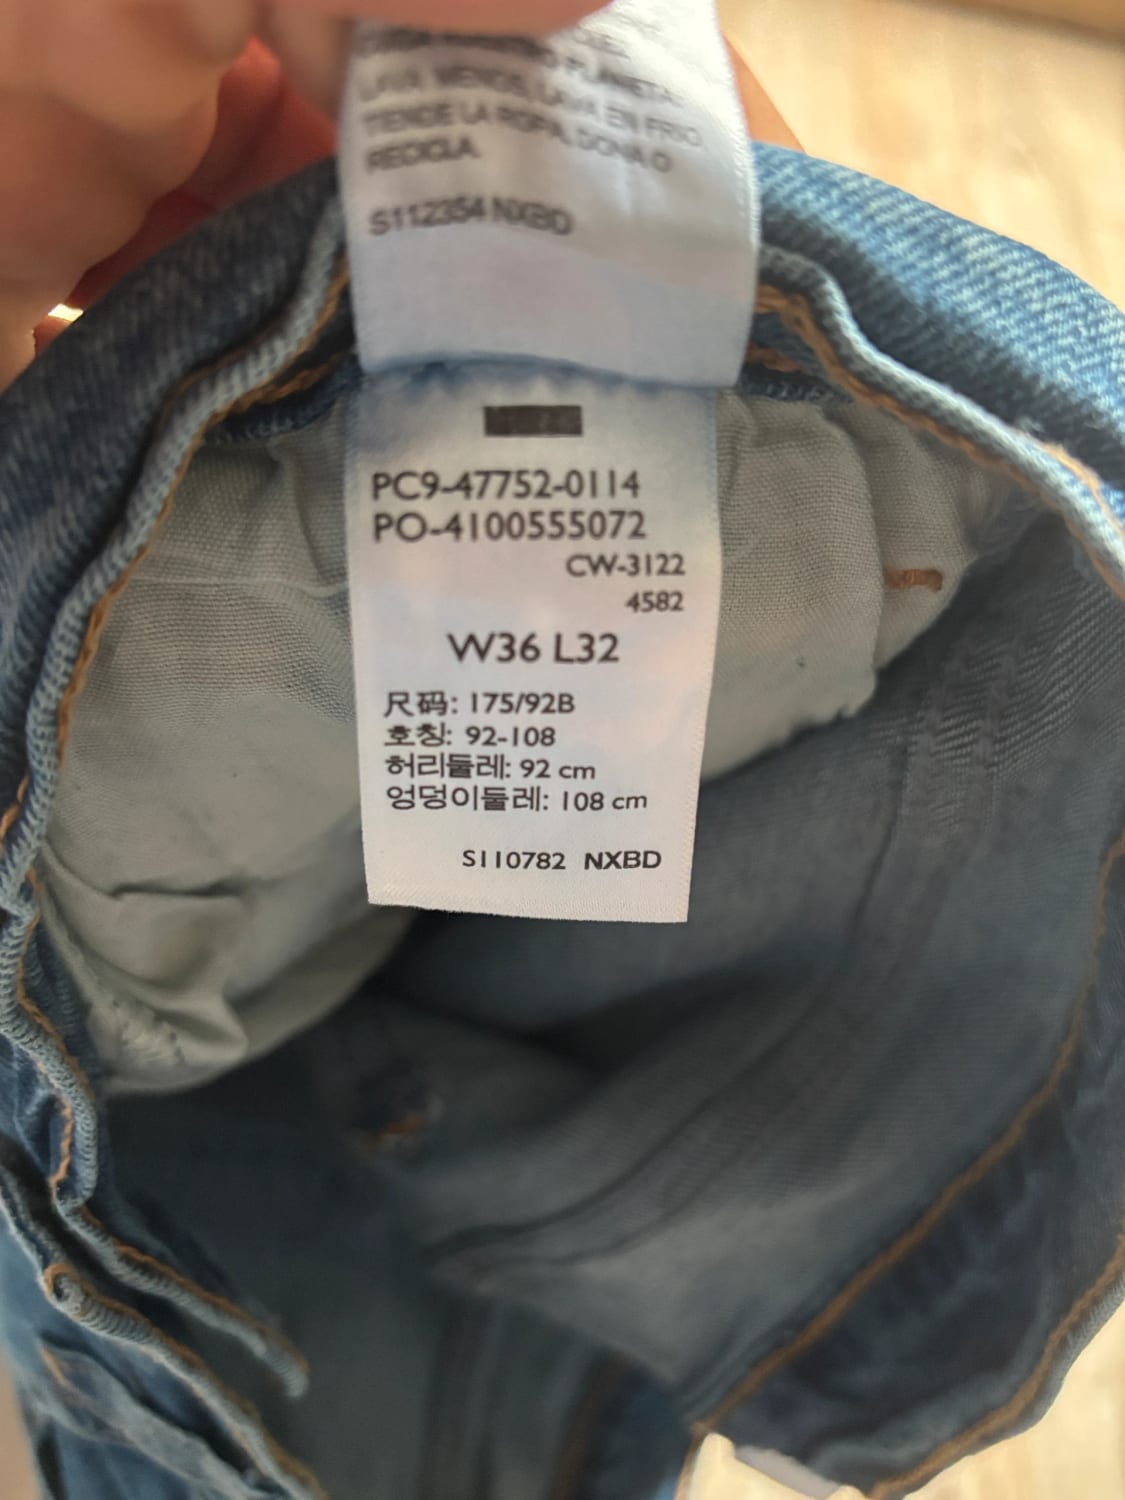 PLANETA.
LAVA MENOS, LAVA EN FRIO,
TIENDE LA ROPA, DONA O
RECICLA.
S112354 NXBD
PC9-47752-0114
PO-4100555072
CW-3122
4582
W36 L32
尺码: 175/92B
호칭: 92-108
허리둘레: 92 cm
엉덩이둘레: 108 cm
S110782 NXBD